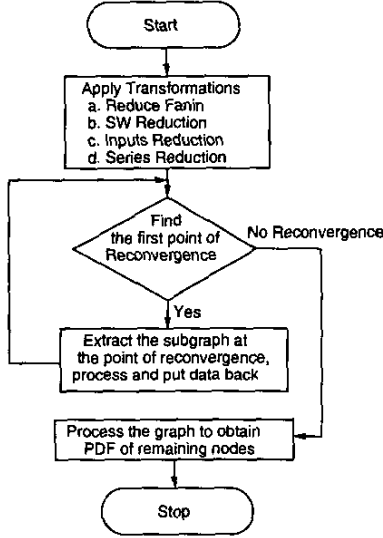 Start
Apply Transformations
a. Reduce Fanin
b. SW Reduction
c. Inputs Reduction
d. Series Reduction
Find
the first point of
Reconvergence
No Reconvergence
Yes
Extract the subgraph at
the point of reconvergence,
process and put data back
Process the graph to obtain
PDF of remaining nodes
Stop